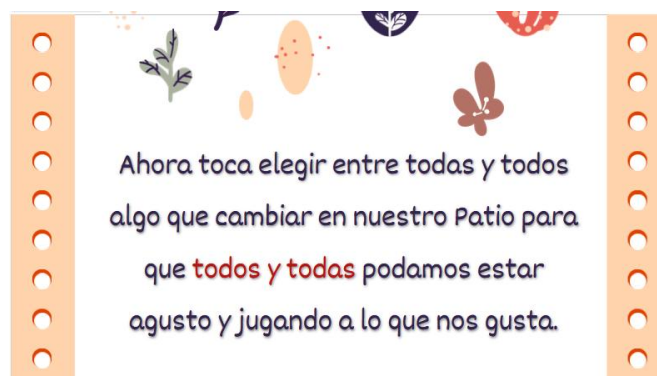 Ahora toca elegir entre todas y todos
algo que cambiar en nuestro Patio para
que todos y todas podamos estar
agusto y jugando a lo que nos gusta.